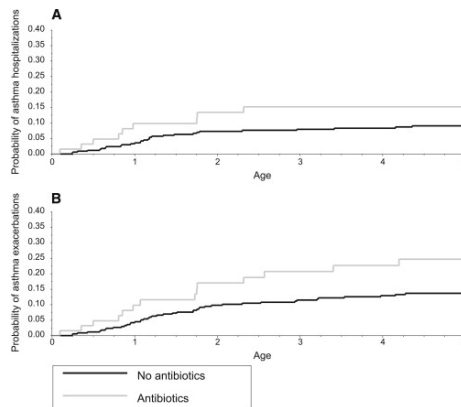 A
Probability of asthma hospitalizations
0.40
0.35
0.30
0.25
0.20
0.15
0.10
0.05
0.00
0 1 2 3 4
Age
B
Probability of asthma exacerbations
0.40
0.35
0.30
0.25
0.20
0.15
0.10
0.05
0.00
0 1 2 3 4
Age
No antibiotics
Antibiotics